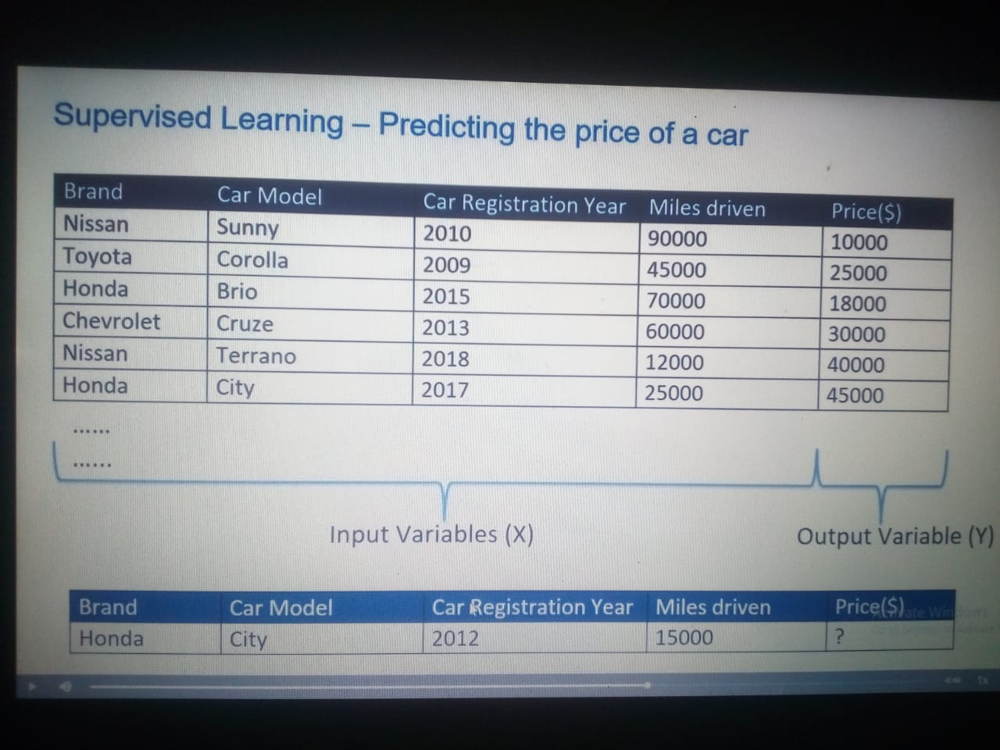 Supervised Learning – Predicting the price of a car
Brand Car Model Car Registration Year Miles driven Price($)
Nissan Sunny 2010 90000 10000
Toyota Corolla 2009 45000 25000
Honda Brio 2015 70000 18000
Chevrolet Cruze 2013 60000 30000
Nissan Terrano 2018 12000 40000
Honda City 2017 25000 45000
......
......
Input Variables (X) Output Variable (Y)
Brand Car Model Car Registration Year Miles driven Price($)
Activate Windows
Honda City 2012 15000 ?
1x